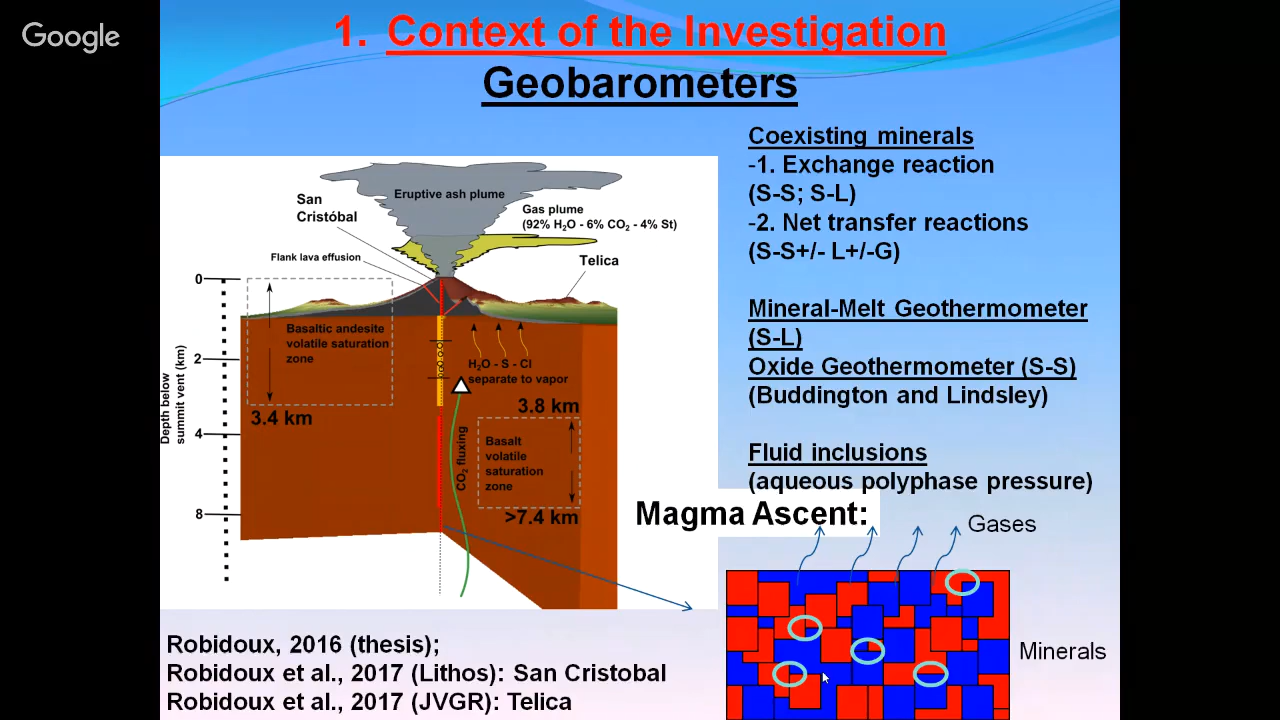 Google
1. Context of the Investigation
Geobarometers
Coexisting minerals
-1. Exchange reaction
(S-S; S-L)
-2. Net transfer reactions
(S-S+/- L+/-G)
Mineral-Melt Geothermometer
(S-L)
Oxide Geothermometer (S-S)
(Buddington and Lindsley)
Fluid inclusions
(aqueous polyphase pressure)
San
Cristóbal
Eruptive ash plume
Gas plume
(92% H₂O - 6% CO₂ - 4% St)
Flank lava effusion
Telica
0
2
4
8
Depth below
summit vent (km)
Basaltic andesite
volatile saturation
zone
3.4 km
H₂O - S - Cl
separate to vapor
3.8 km
CO₂ fluxing
Basalt
volatile
saturation
zone
>7.4 km
Magma Ascent:
Gases
Minerals
Robidoux, 2016 (thesis);
Robidoux et al., 2017 (Lithos): San Cristobal
Robidoux et al., 2017 (JVGR): Telica